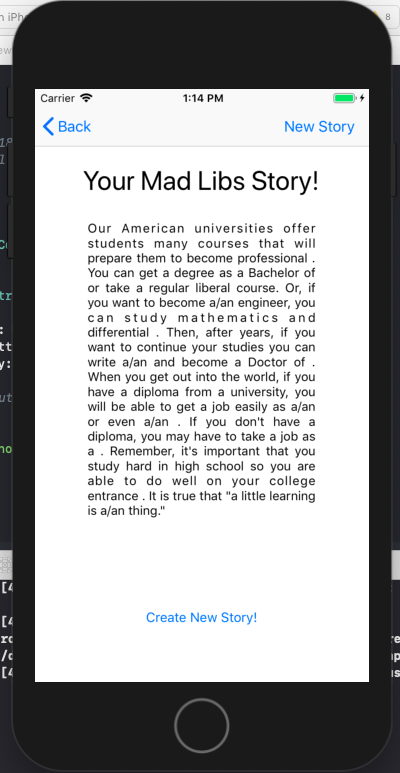 Carrier 1:14 PM
Back New Story
Your Mad Libs Story!
Our American universities offer
students many courses that will
prepare them to become professional .
You can get a degree as a Bachelor of
or take a regular liberal course. Or, if
you want to become a/an engineer, you
can study mathematics and
differential . Then, after years, if you
want to continue your studies you can
write a/an and become a Doctor of .
When you get out into the world, if you
have a diploma from a university, you
will be able to get a job easily as a/an
or even a/an . If you don't have a
diploma, you may have to take a job as
a . Remember, it's important that you
study hard in high school so you are
able to do well on your college
entrance . It is true that "a little learning
is a/an thing."
Create New Story!